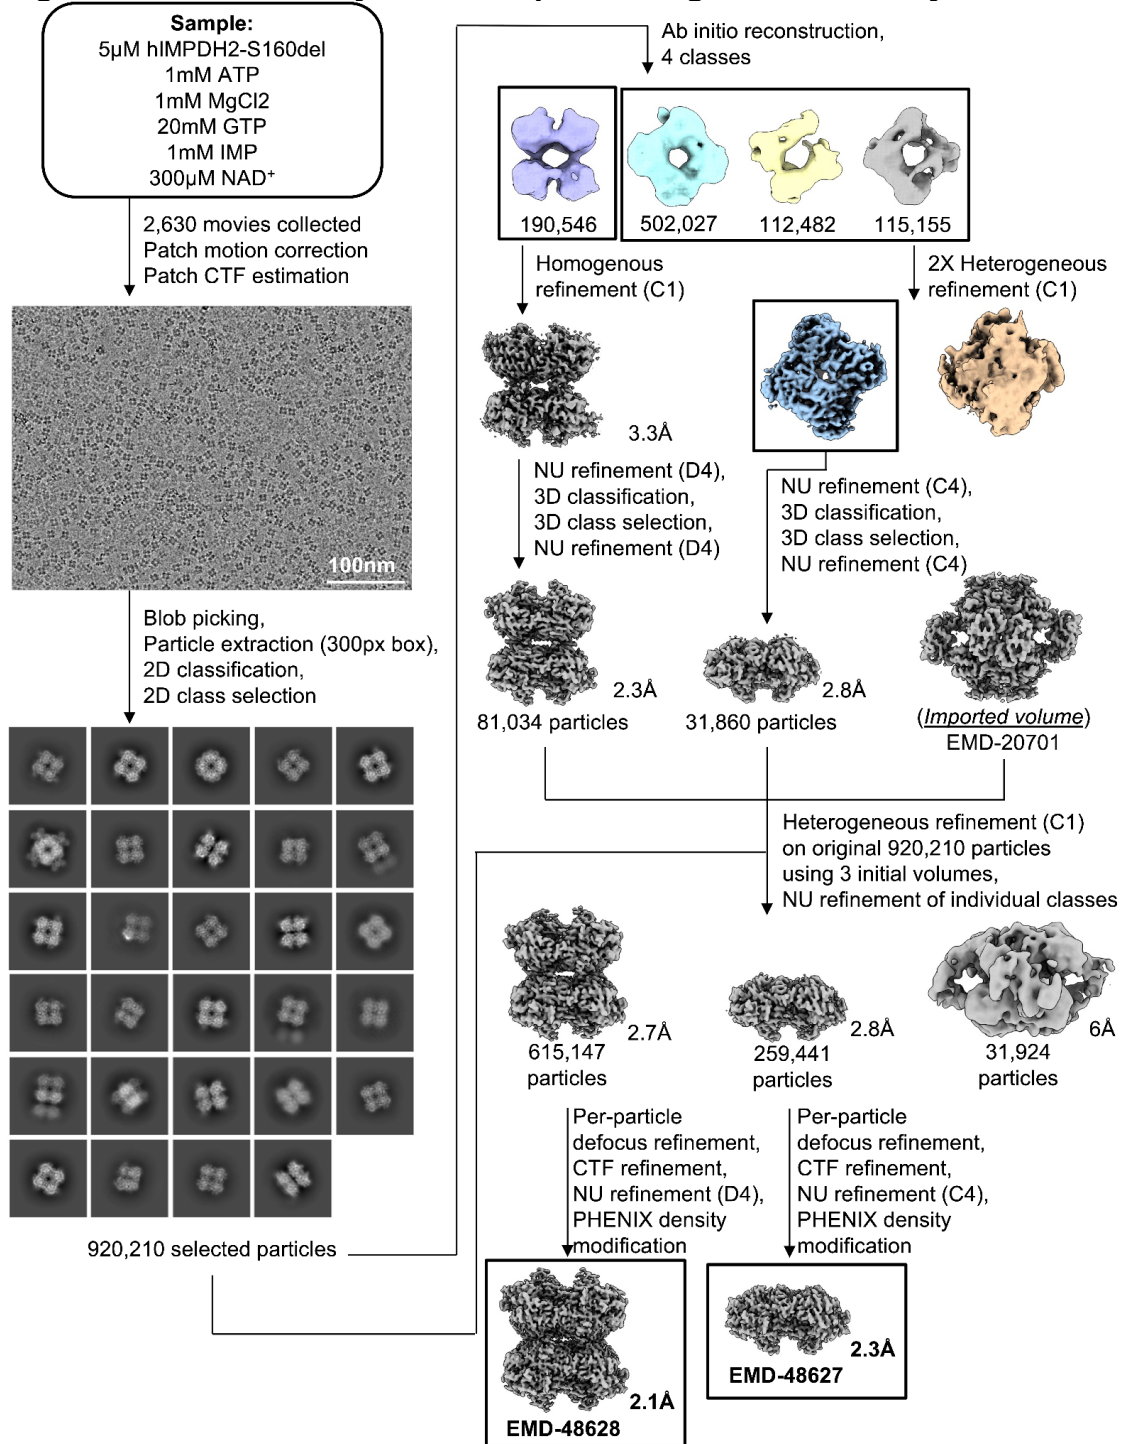 Sample:
5µM hIMPDH2-S160del
1mM ATP
1mM MgCl2
20mM GTP
1mM IMP
300µM NAD⁺
2,630 movies collected
Patch motion correction
Patch CTF estimation
100nm
Blob picking,
Particle extraction (300px box),
2D classification,
2D class selection
920,210 selected particles
Ab initio reconstruction,
4 classes
190,546
502,027
112,482
115,155
Homogenous
refinement (C1)
2X Heterogeneous
refinement (C1)
3.3Å
NU refinement (D4),
3D classification,
3D class selection,
NU refinement (D4)
NU refinement (C4),
3D classification,
3D class selection,
NU refinement (C4)
2.3Å
81,034 particles
2.8Å
31,860 particles
(Imported volume)
EMD-20701
Heterogeneous refinement (C1)
on original 920,210 particles
using 3 initial volumes,
NU refinement of individual classes
2.7Å
615,147
particles
2.8Å
259,441
particles
6Å
31,924
particles
Per-particle
defocus refinement,
CTF refinement,
NU refinement (D4),
PHENIX density
modification
Per-particle
defocus refinement,
CTF refinement,
NU refinement (C4),
PHENIX density
modification
2.1Å
EMD-48628
2.3Å
EMD-48627